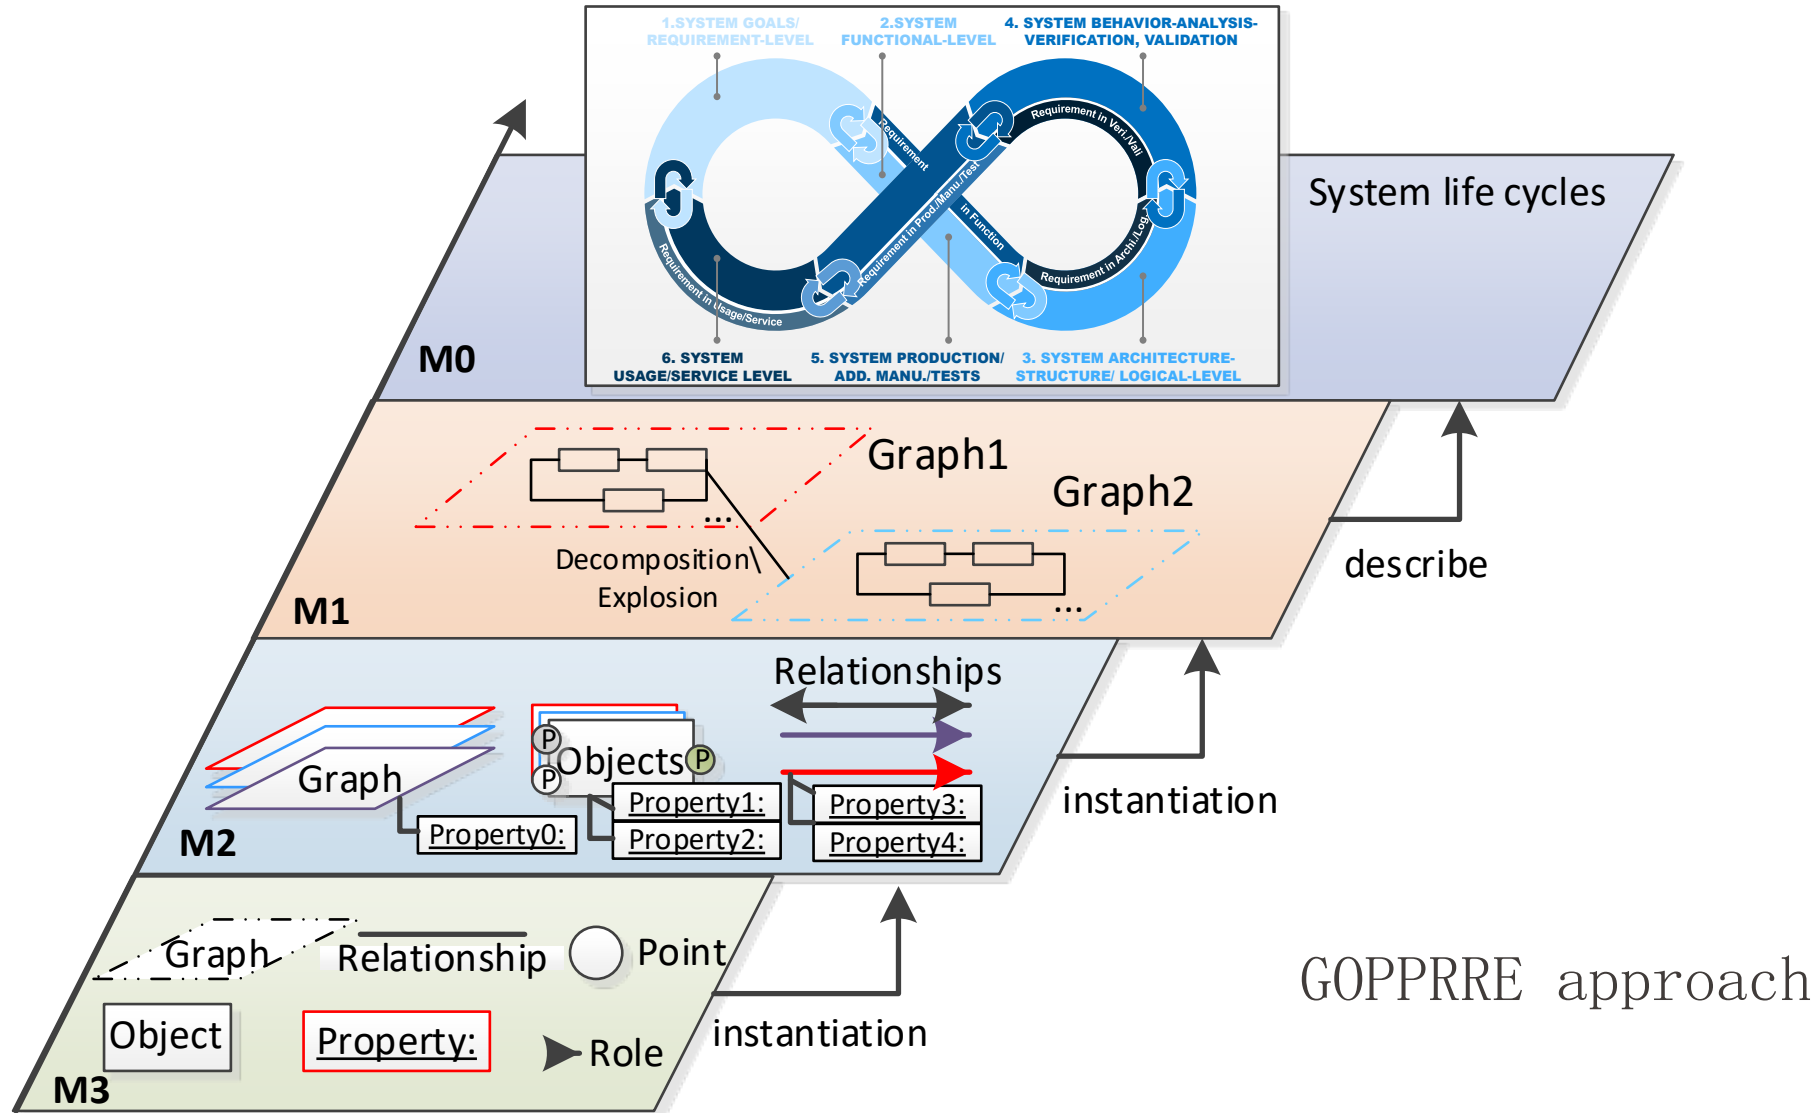 1.SYSTEM GOALS/
REQUIREMENT-LEVEL
2.SYSTEM
FUNCTIONAL-LEVEL
4. SYSTEM BEHAVIOR-ANALYSIS-
VERIFICATION, VALIDATION
Requirement
in Function
Requirement in Prod./Manu./Test
Requirement in Veri./Vali
Requirement in Archi./Log.
Requirement in Usage/Service
6. SYSTEM
USAGE/SERVICE LEVEL
5. SYSTEM PRODUCTION/
ADD. MANU./TESTS
3. SYSTEM ARCHITECTURE-
STRUCTURE/ LOGICAL-LEVEL
System life cycles
M0
Graph1
...
Graph2
...
Decomposition\
Explosion
describe
M1
Relationships
Graph
P
P
Objects
P
Property0:
Property1:
Property2:
Property3:
Property4:
instantiation
M2
Graph
Relationship
Point
Object
Property:
Role
instantiation
M3
GOPPRRE approach